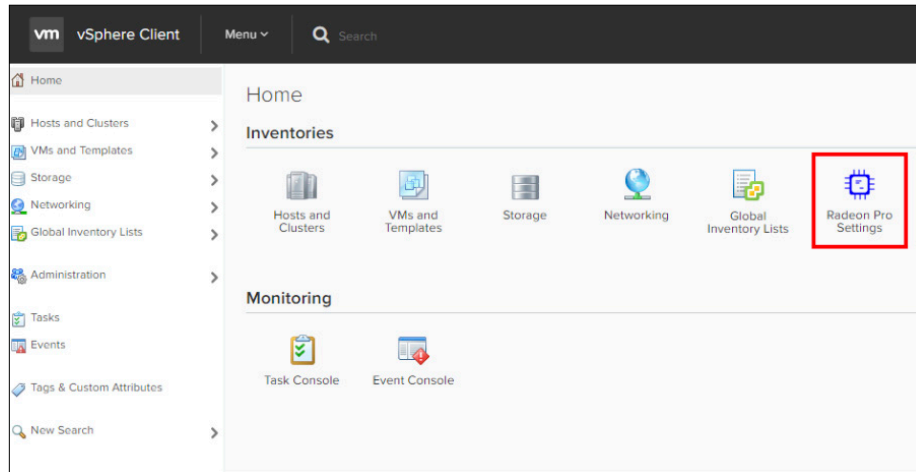 vm vSphere Client Menu Search
Home
Hosts and Clusters
VMs and Templates
Storage
Networking
Global Inventory Lists
Administration
Tasks
Events
Tags & Custom Attributes
New Search
Home
Inventories
Hosts and
Clusters
VMs and
Templates
Storage
Networking
Global
Inventory Lists
Radeon Pro
Settings
Monitoring
Task Console
Event Console